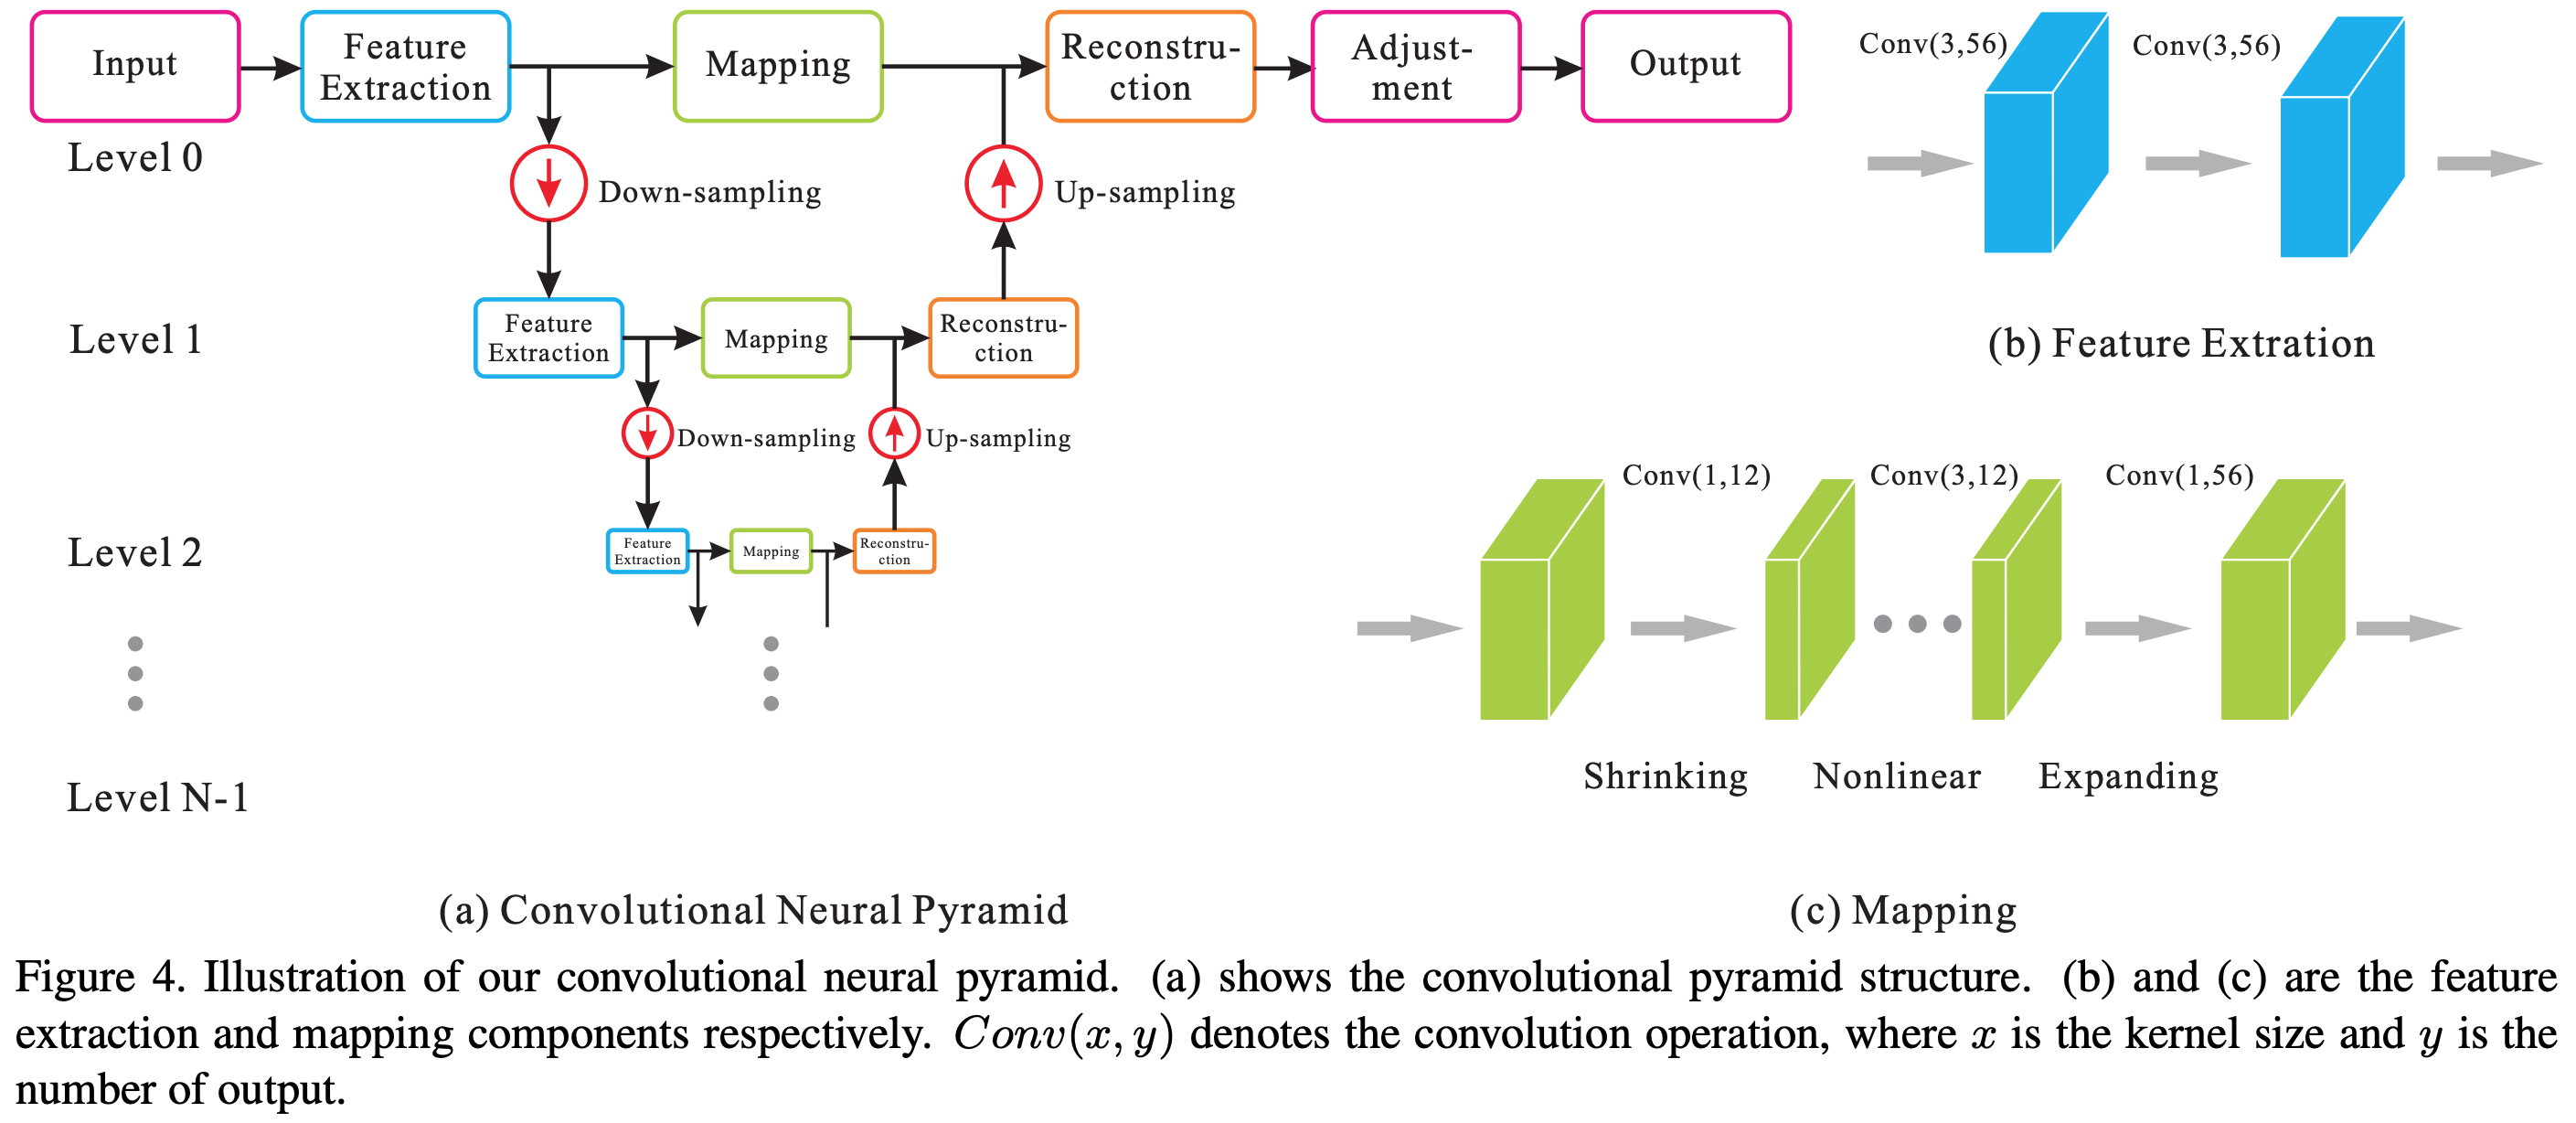 Input
Feature
Extraction
Mapping
Reconstru-
ction
Adjust-
ment
Output
Level 0
Down-sampling
Up-sampling
Level 1
Feature
Extraction
Mapping
Reconstru-
ction
Down-sampling
Up-sampling
Level 2
Feature
Extraction
Mapping
Reconstru-
ction
Level N-1
(a) Convolutional Neural Pyramid
Conv(3,56)
Conv(3,56)
(b) Feature Extration
Conv(1,12)
Conv(3,12)
Conv(1,56)
Shrinking
Nonlinear
Expanding
(c) Mapping
Figure 4. Illustration of our convolutional neural pyramid. (a) shows the convolutional pyramid structure. (b) and (c) are the feature
extraction and mapping components respectively. Conv(x, y) denotes the convolution operation, where x is the kernel size and y is the
number of output.